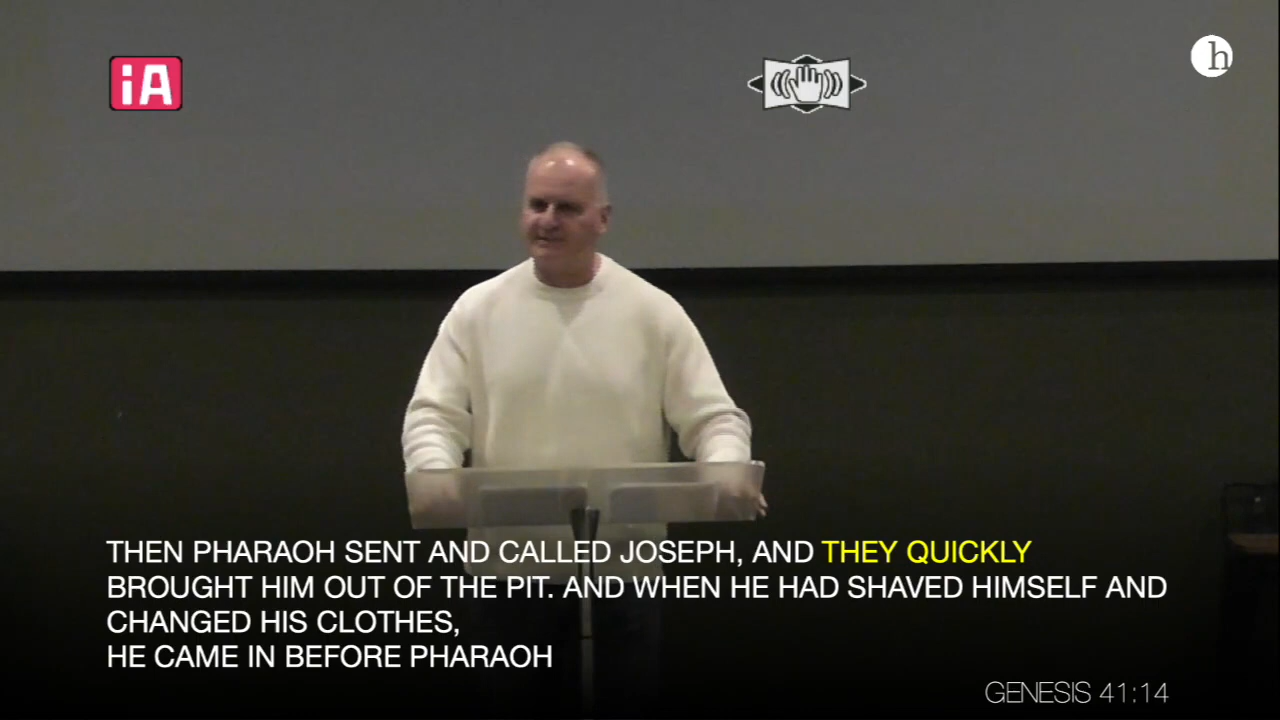 iA
h
THEN PHARAOH SENT AND CALLED JOSEPH, AND THEY QUICKLY
BROUGHT HIM OUT OF THE PIT. AND WHEN HE HAD SHAVED HIMSELF AND
CHANGED HIS CLOTHES,
HE CAME IN BEFORE PHARAOH
GENESIS 41:14